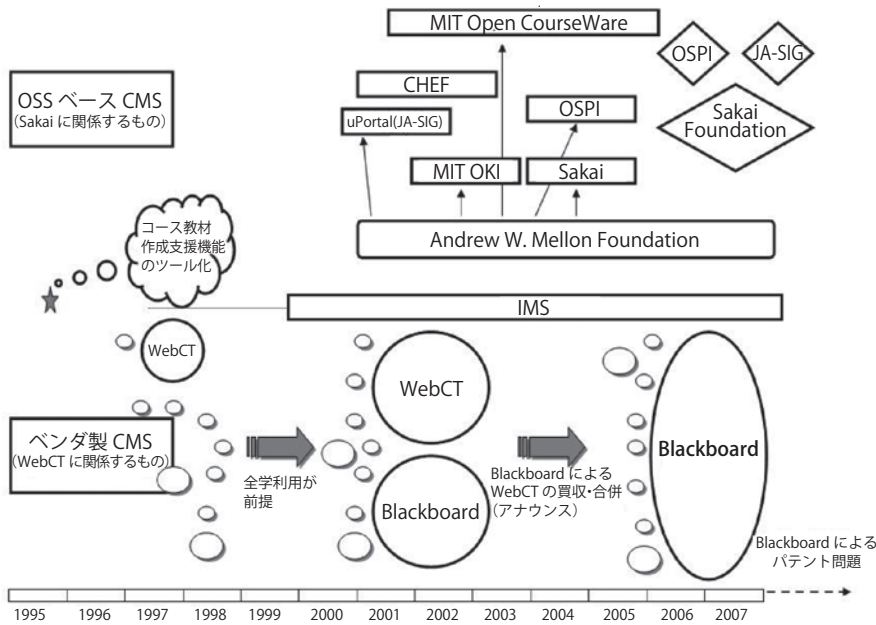 MIT Open CourseWare
OSPI
JA-SIG
CHEF
OSS ベース CMS
(Sakai に関係するもの)
uPortal(JA-SIG)
OSPI
Sakai
Foundation
MIT OKI
Sakai
コース教材
作成支援機能
のツール化
Andrew W. Mellon Foundation
IMS
WebCT
WebCT
ベンダ製 CMS
(WebCT に関係するもの)
全学利用が
前提
Blackboard
Blackboard による
WebCT の買収・合併
(アナウンス)
Blackboard
Blackboard による
パテント問題
1995 1996 1997 1998 1999 2000 2001 2002 2003 2004 2005 2006 2007